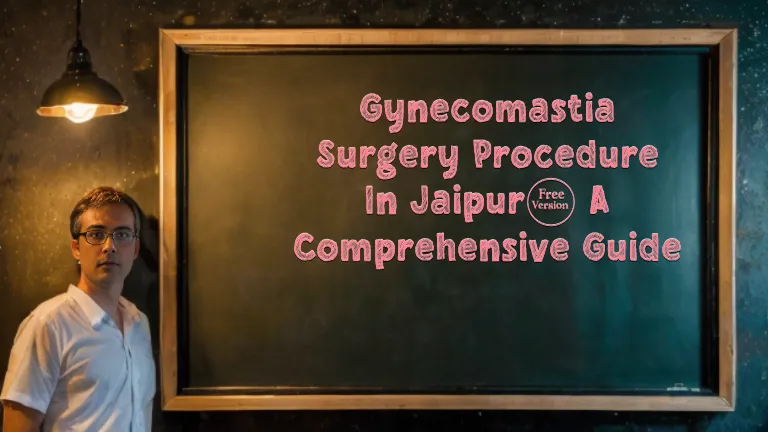 Gynecomastia
Surgery Procedure
In Jaipur Free Version A
Comprehensive Guide